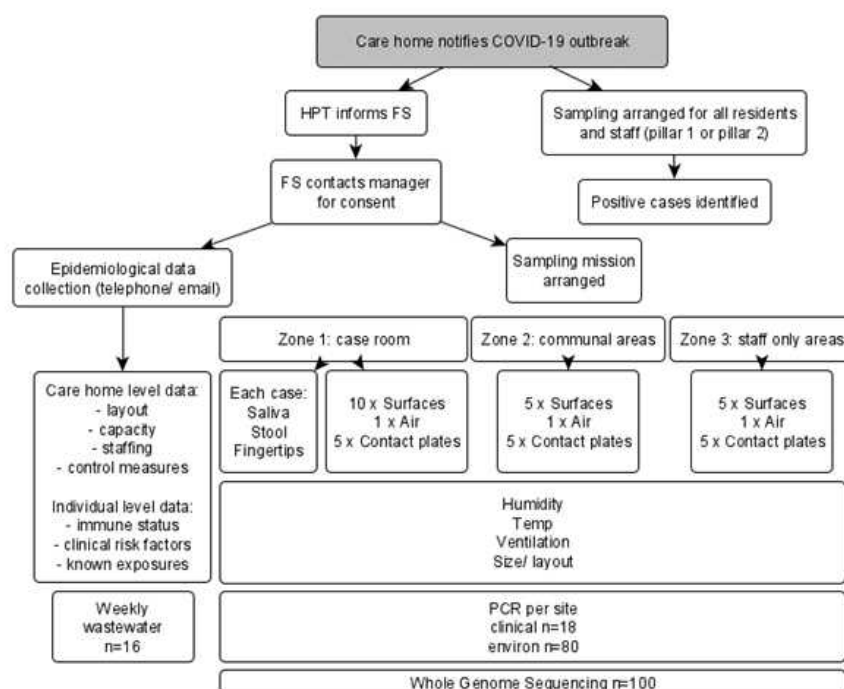 Care home notifies COVID-19 outbreak
HPT informs FS
Sampling arranged for all residents
and staff (pillar 1 or pillar 2)
FS contacts manager
for consent
Positive cases identified
Epidemiological data
collection (telephone/ email)
Sampling mission
arranged
Zone 1: case room
Zone 2: communal areas
Zone 3: staff only areas
Care home level data:
- layout
- capacity
- staffing
- control measures
Individual level data:
- immune status
- clinical risk factors
- known exposures
Each case:
Saliva
Stool
Fingertips
10 x Surfaces
1 x Air
5 x Contact plates
5 x Surfaces
1 x Air
5 x Contact plates
5 x Surfaces
1 x Air
5 x Contact plates
Humidity
Temp
Ventilation
Size/ layout
Weekly
wastewater
n=16
PCR per site
clinical n=18
environ n=80
Whole Genome Sequencing n=100